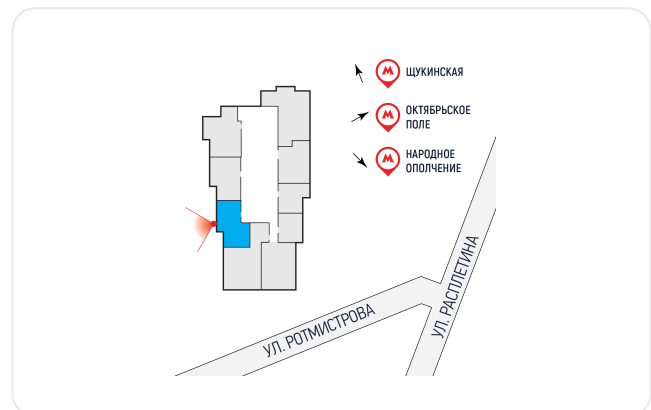 ЩУКИНСКАЯ
ОКТЯБРЬСКОЕ
ПОЛЕ
НАРОДНОЕ
ОПОЛЧЕНИЕ
УЛ. РАСПЛЕТИНА
УЛ. РОТМИСТРОВА